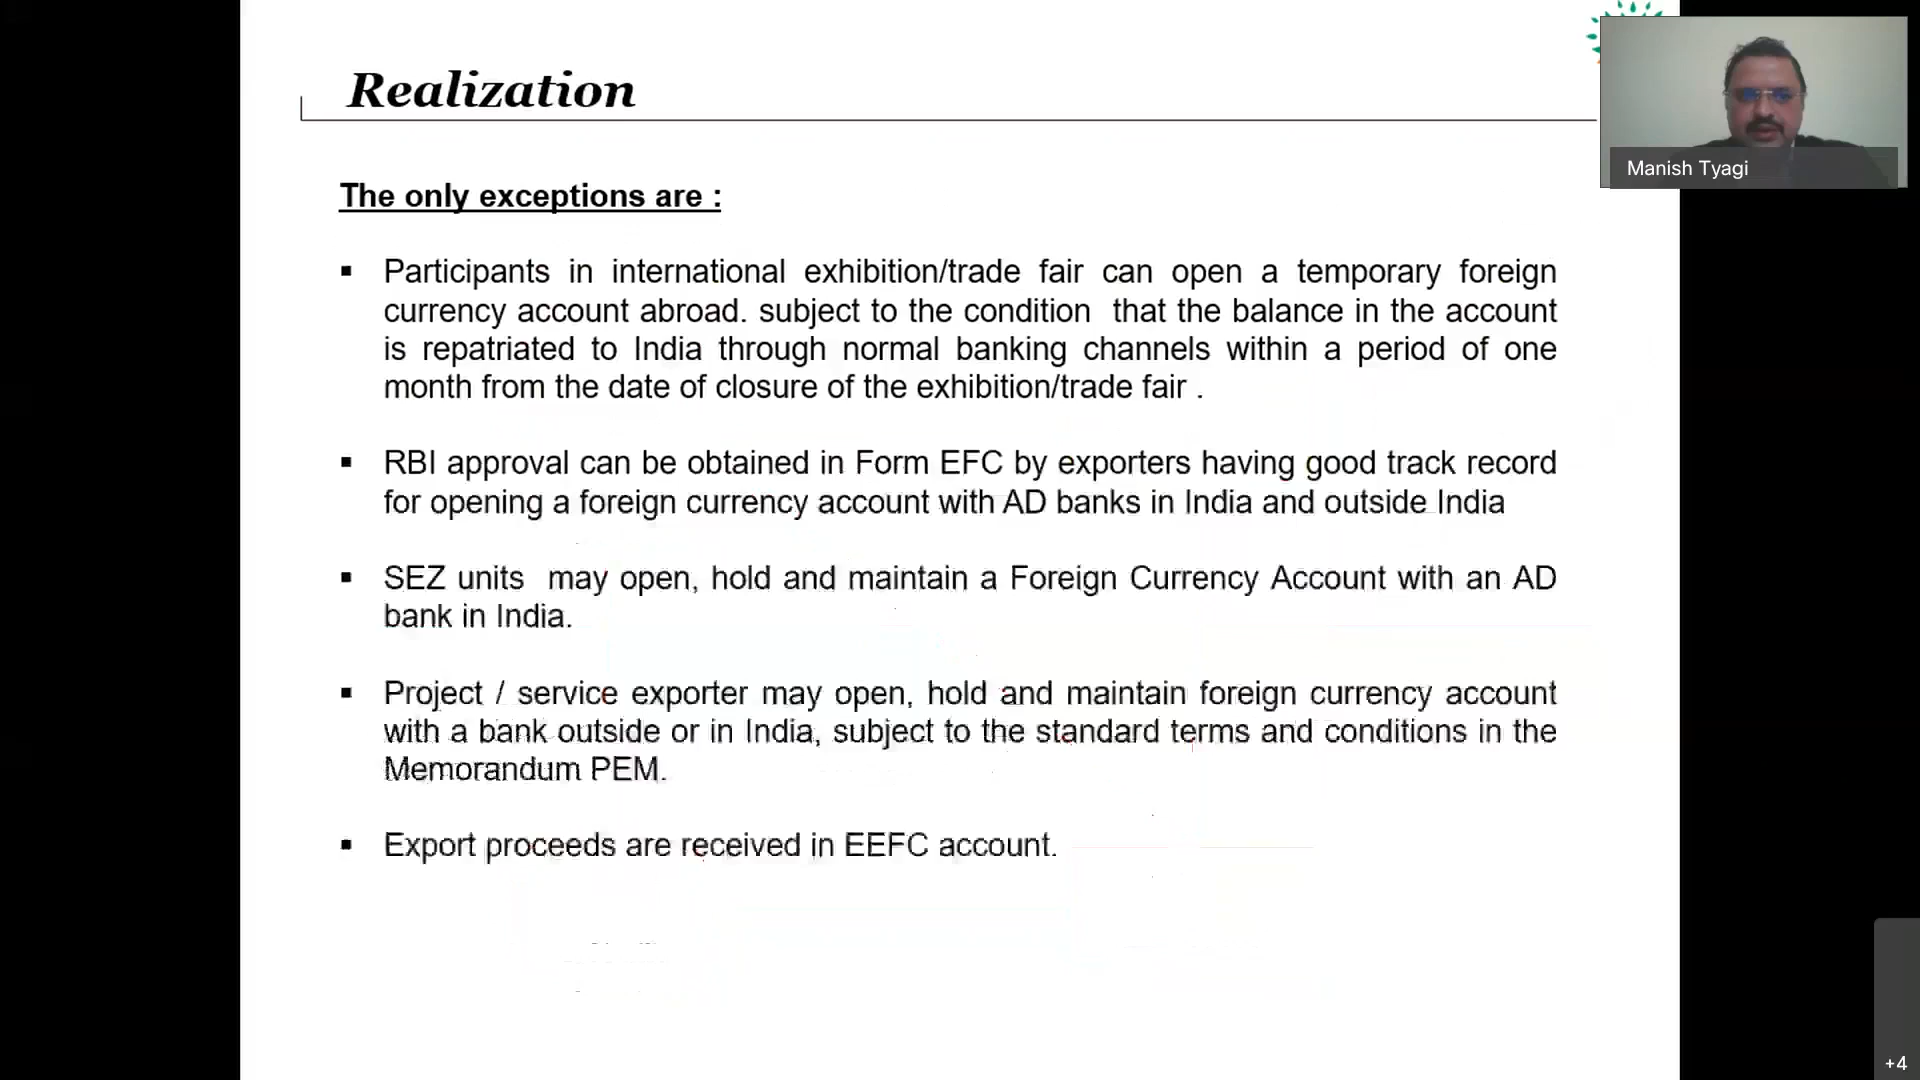 Realization
Manish Tyagi
The only exceptions are :
▪ Participants in international exhibition/trade fair can open a temporary foreign
currency account abroad. subject to the condition that the balance in the account
is repatriated to India through normal banking channels within a period of one
month from the date of closure of the exhibition/trade fair .
▪ RBI approval can be obtained in Form EFC by exporters having good track record
for opening a foreign currency account with AD banks in India and outside India
▪ SEZ units may open, hold and maintain a Foreign Currency Account with an AD
bank in India.
▪ Project / service exporter may open, hold and maintain foreign currency account
with a bank outside or in India, subject to the standard terms and conditions in the
Memorandum PEM.
▪ Export proceeds are received in EEFC account.
+4